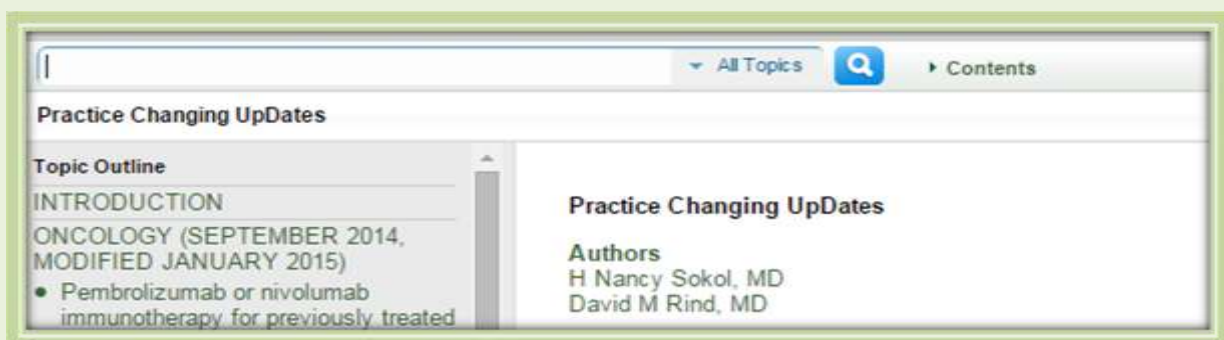 All Topics Contents
Practice Changing UpDates
Topic Outline
INTRODUCTION
ONCOLOGY (SEPTEMBER 2014,
MODIFIED JANUARY 2015)
• Pembrolizumab or nivolumab
immunotherapy for previously treated
Practice Changing UpDates
Authors
H Nancy Sokol, MD
David M Rind, MD